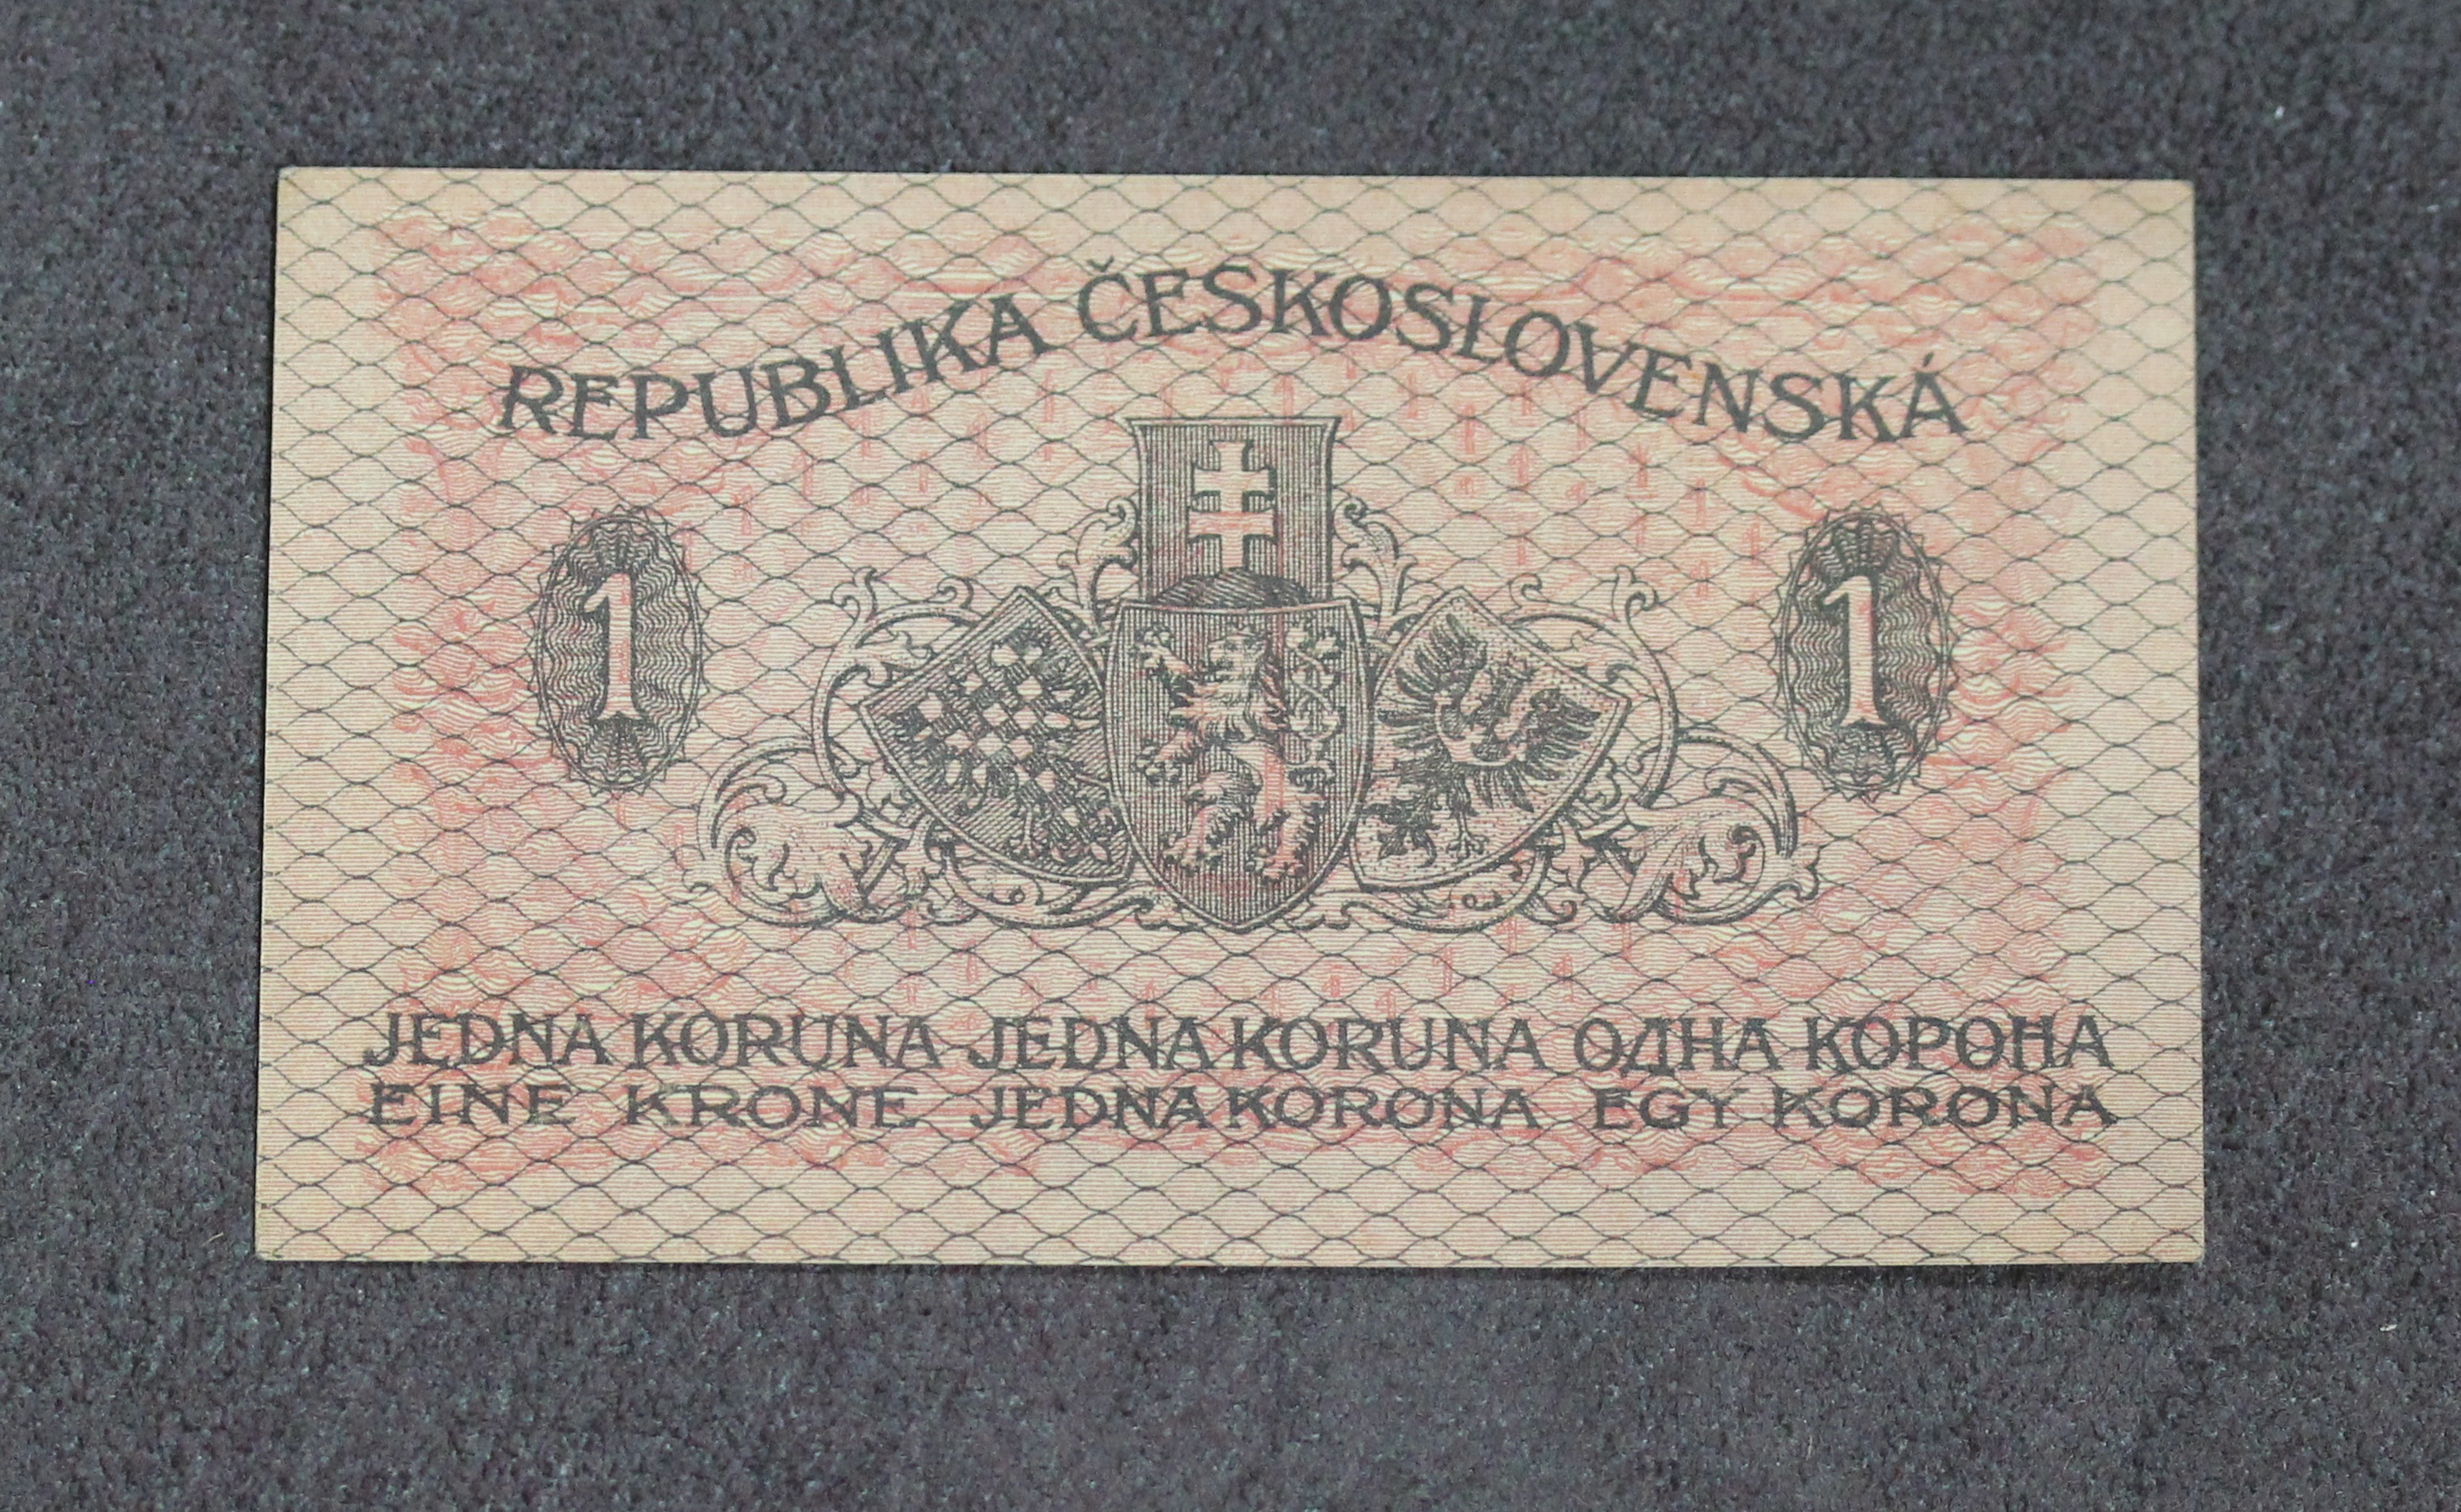 REPUBLIKA ČESKOSLOVENSKÁ
1
1
JEDNA KORUNA JEDNA KORUNA ОДНА КОРОНА
EINE KRONE JEDNA KORONA EGY KORONA